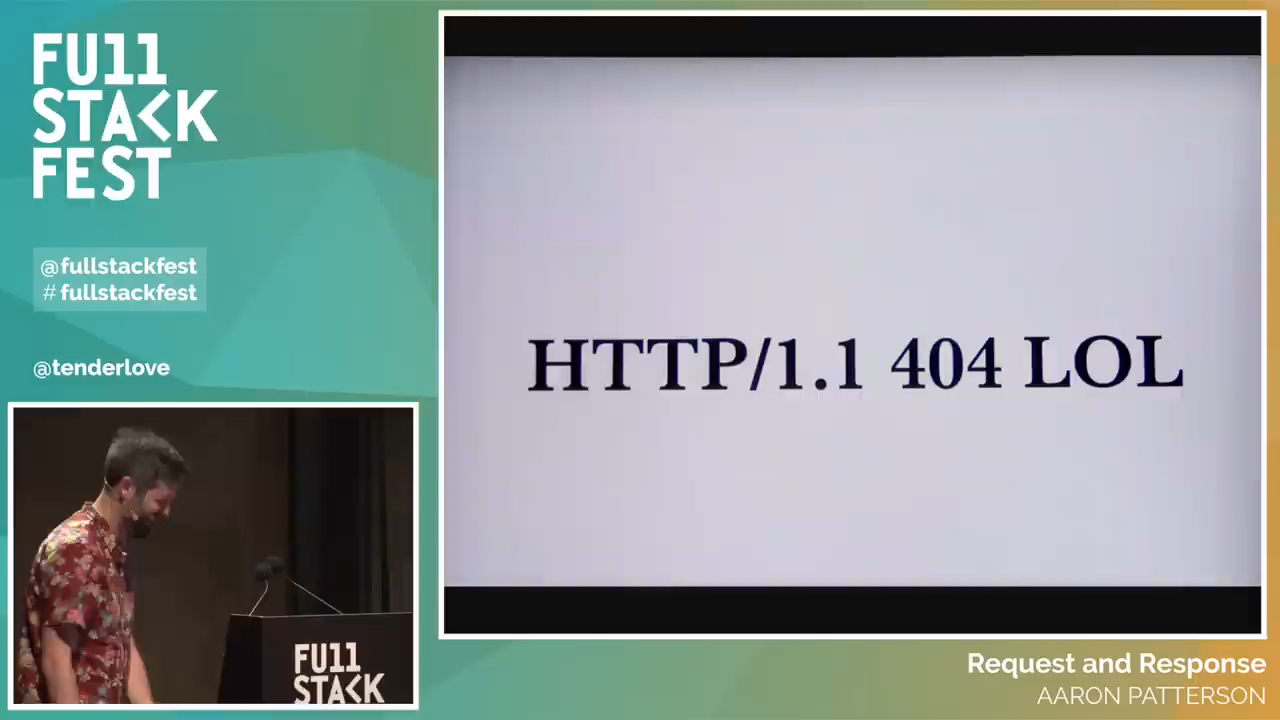 FU11
STACK
FEST
@fullstackfest
# fullstackfest
@tenderlove
HTTP/1.1 404 LOL
FU11
STACK
Request and Response
AARON PATTERSON